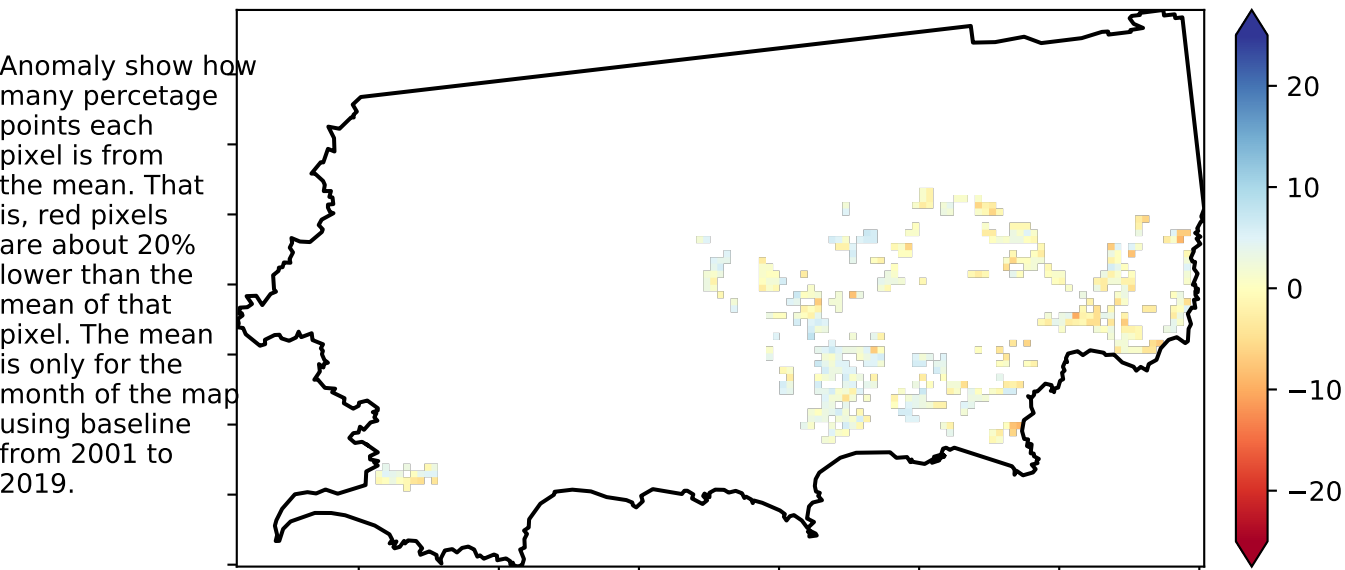 Anomaly show how
many percetage
points each
pixel is from
the mean. That
is, red pixels
are about 20%
lower than the
mean of that
pixel. The mean
is only for the
month of the map
using baseline
from 2001 to
2019.
20
10
0
−10
−20